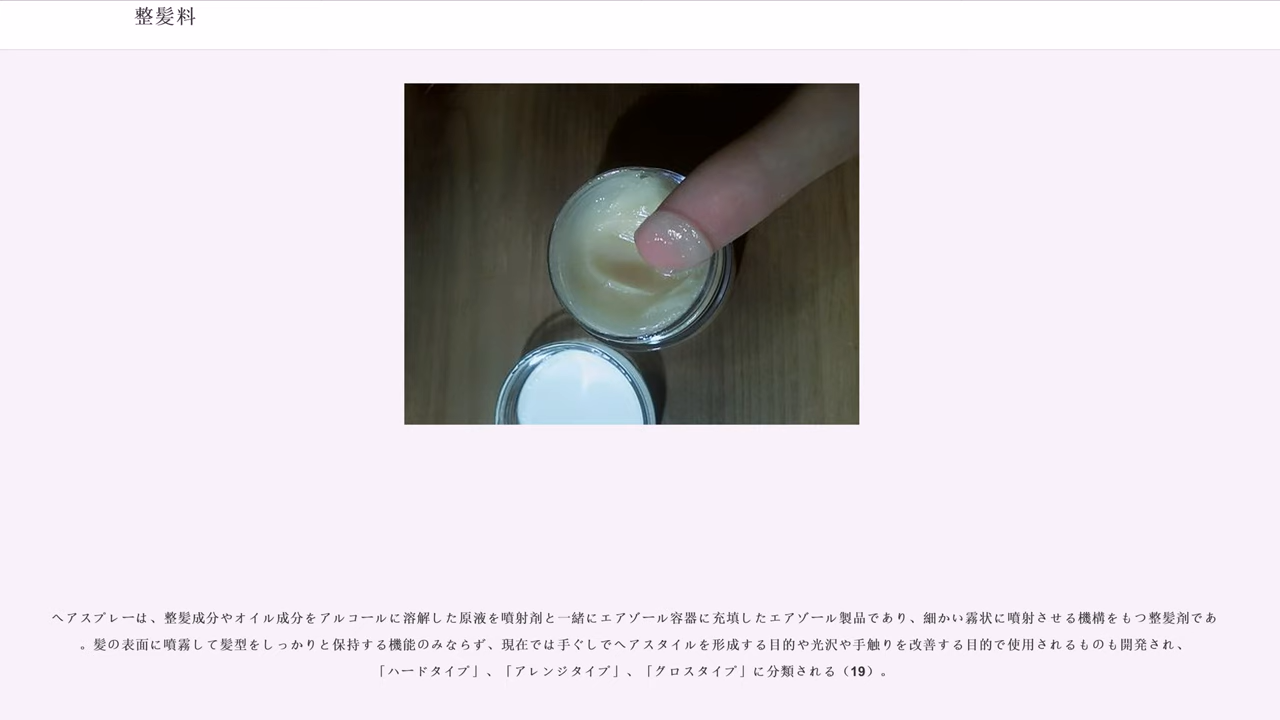 整髪料
ヘアスプレーは、整髪成分やオイル成分をアルコールに溶解した原液を噴射剤と一緒にエアゾール容器に充填したエアゾール製品であり、細かい霧状に噴射させる機構をもつ整髪剤であ
。髪の表面に噴霧して髪型をしっかりと保持する機能のみならず、現在では手ぐしでヘアスタイルを形成する目的や光沢や手触りを改善する目的で使用されるものも開発され、
「ハードタイプ」、「アレンジタイプ」、「グロスタイプ」に分類される（19）。